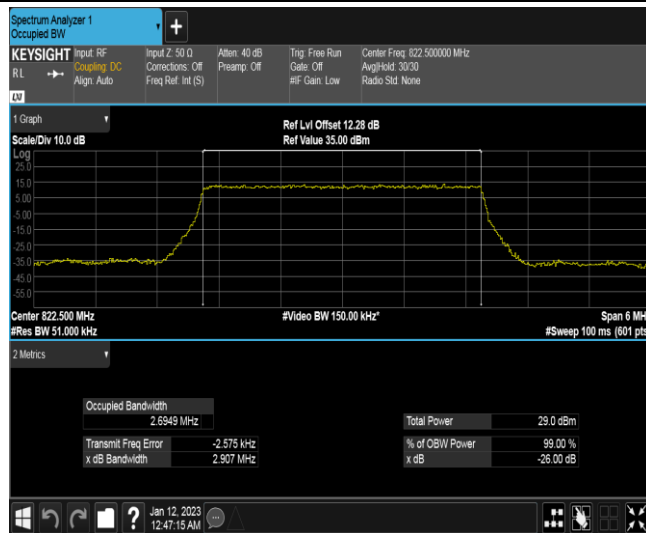 Spectrum Analyzer 1
Occupied BW
+
KEYSIGHT
RL
Input: RF
Coupling: DC
Align: Auto
Input Z: 50 Ω
Corrections: Off
Freq Ref: Int (S)
Atten: 40 dB
Preamp: Off
Trig: Free Run
Gate: Off
#IF Gain: Low
Center Freq: 822.500000 MHz
Avg|Hold: 30/30
Radio Std: None
LXI
1 Graph
Scale/Div 10.0 dB
Ref Lvl Offset 12.28 dB
Ref Value 35.00 dBm
Log
25.0
15.0
5.00
-5.00
-15.0
-25.0
-35.0
-45.0
-55.0
Center 822.500 MHz
#Res BW 51.000 kHz
#Video BW 150.00 kHz*
Span 6 MH
#Sweep 100 ms (601 pts
2 Metrics
Occupied Bandwidth
2.6949 MHz
Transmit Freq Error -2.575 kHz
x dB Bandwidth 2.907 MHz
Total Power 29.0 dBm
% of OBW Power 99.00 %
x dB -26.00 dB
?
Jan 12, 2023
12:47:15 AM